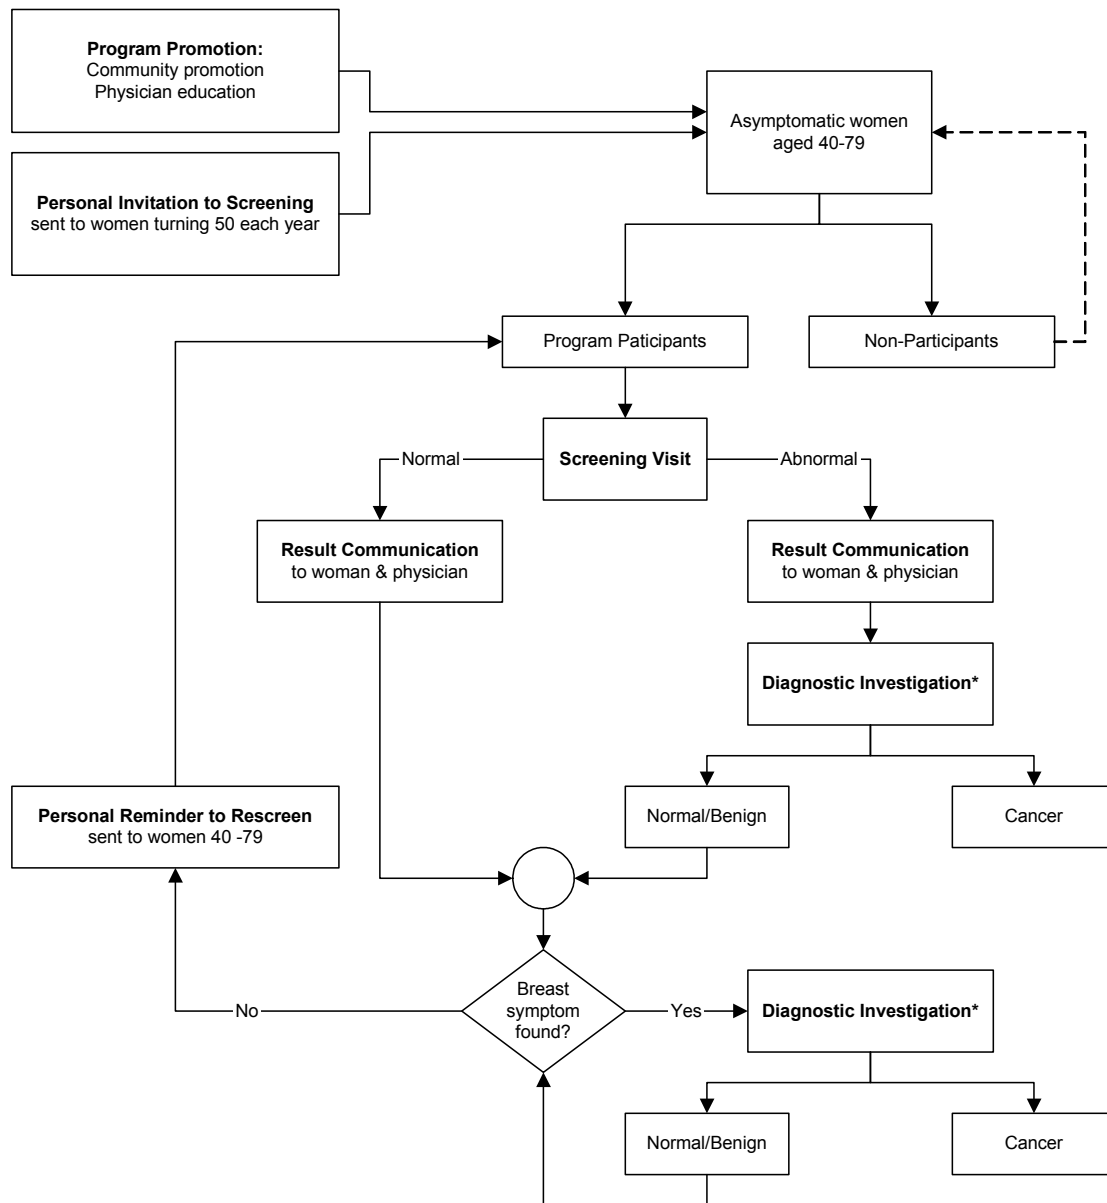 Program Promotion:
Community promotion
Physician education
Asymptomatic women
aged 40-79
Personal Invitation to Screening
sent to women turning 50 each year
Program Paticipants
Non-Participants
Normal
Screening Visit
Abnormal
Result Communication
to woman & physician
Result Communication
to woman & physician
Diagnostic Investigation*
Personal Reminder to Rescreen
sent to women 40 -79
Normal/Benign
Cancer
No
Breast
symptom
found?
Yes
Diagnostic Investigation*
Normal/Benign
Cancer